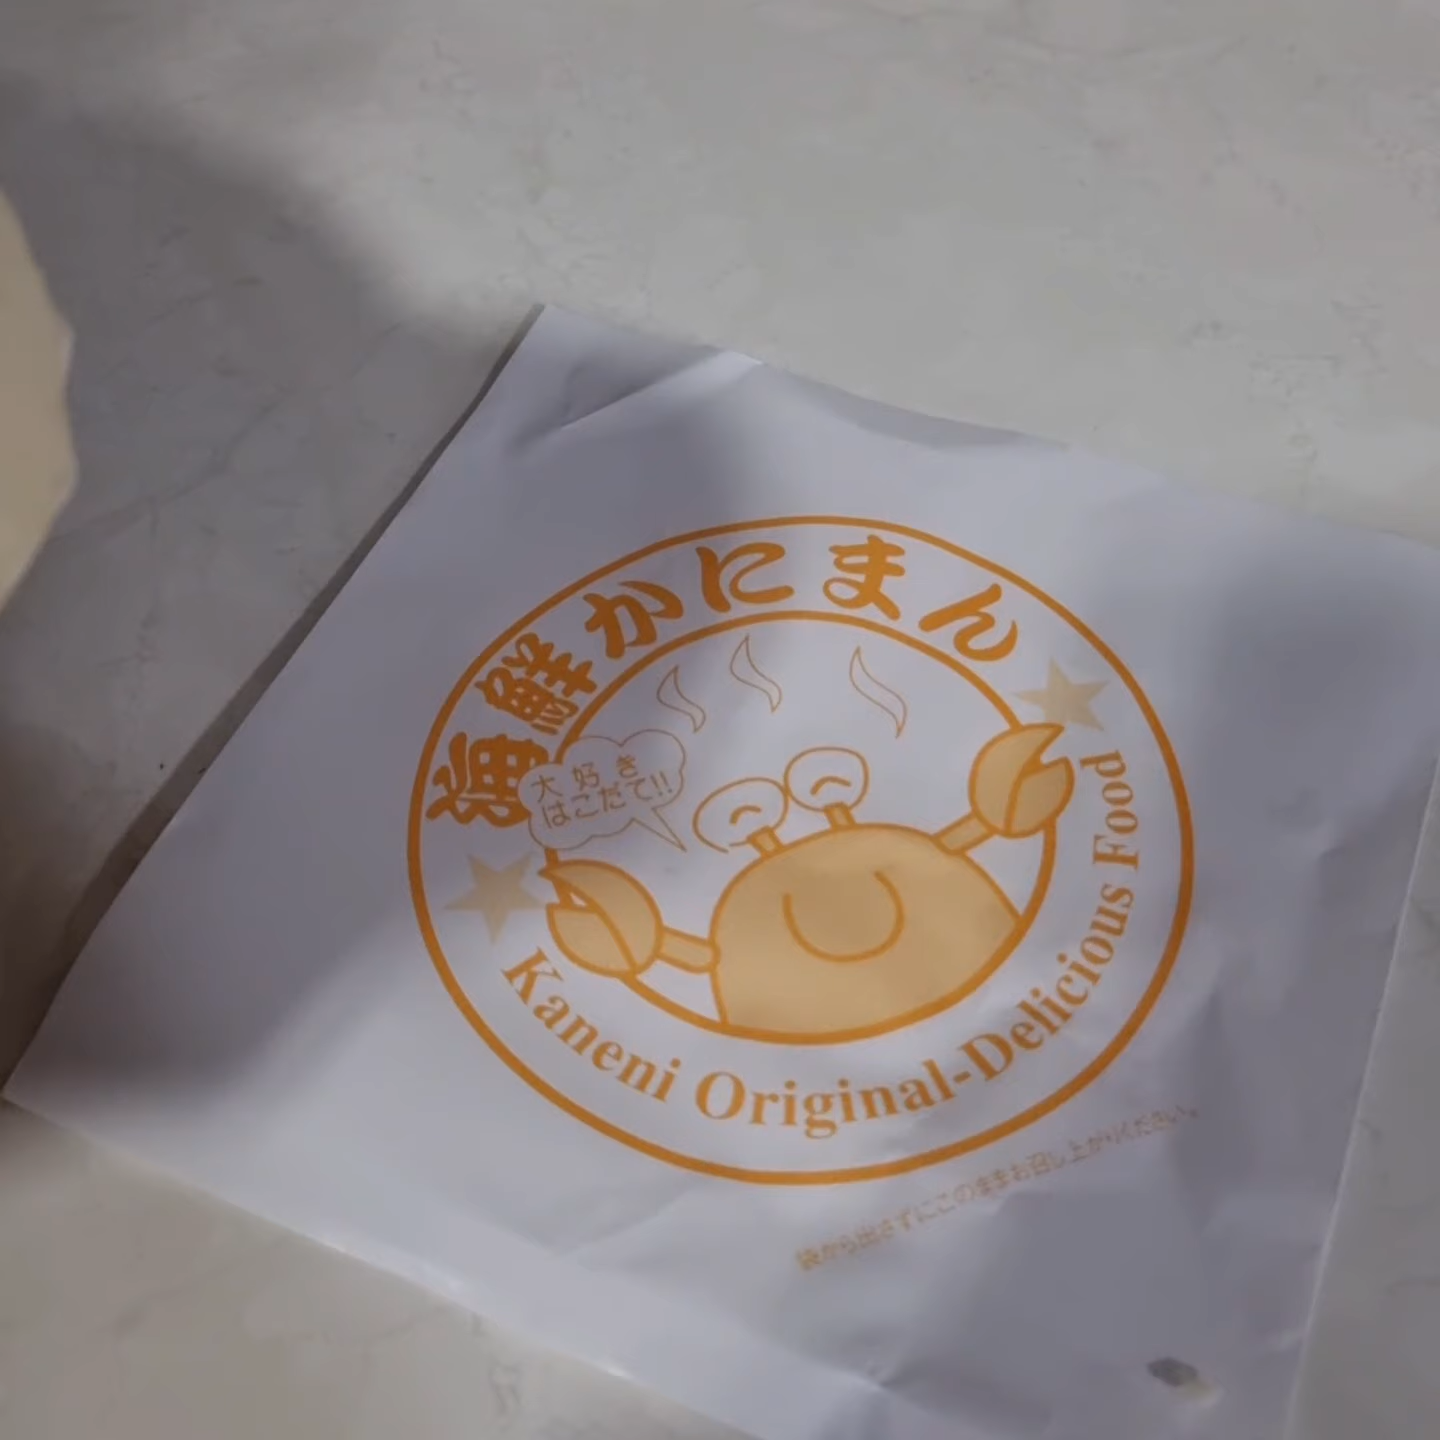 海鮮かにまん
大好き
はこだて!!
Kaneni Original-Delicious Food
袋から出さずにこのままお召し上がりください。